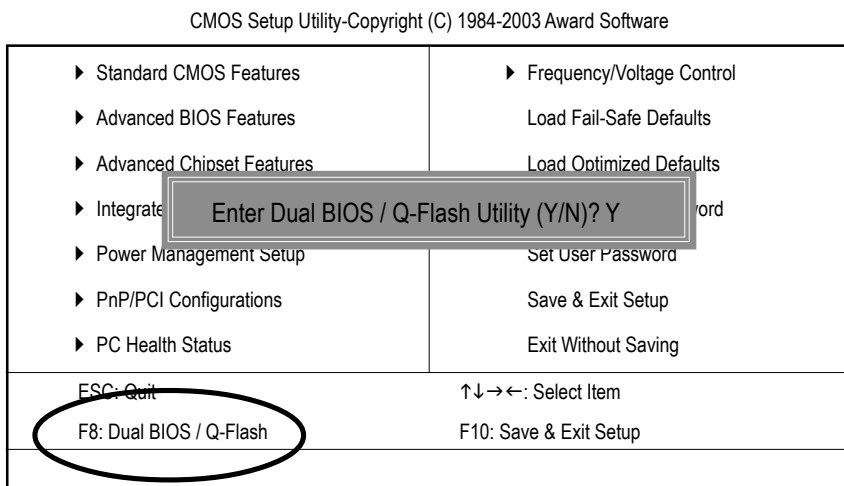 CMOS Setup Utility-Copyright (C) 1984-2003 Award Software
▶ Standard CMOS Features
▶ Advanced BIOS Features
▶ Advanced Chipset Features
▶ Power Management Setup
▶ PnP/PCI Configurations
▶ PC Health Status
▶ Frequency/Voltage Control
Load Fail-Safe Defaults
Load Optimized Defaults
Set User Password
Save & Exit Setup
Exit Without Saving
Enter Dual BIOS / Q-Flash Utility (Y/N)? Y
ESC: Quit
↑↓→←: Select Item
F8: Dual BIOS / Q-Flash
F10: Save & Exit Setup